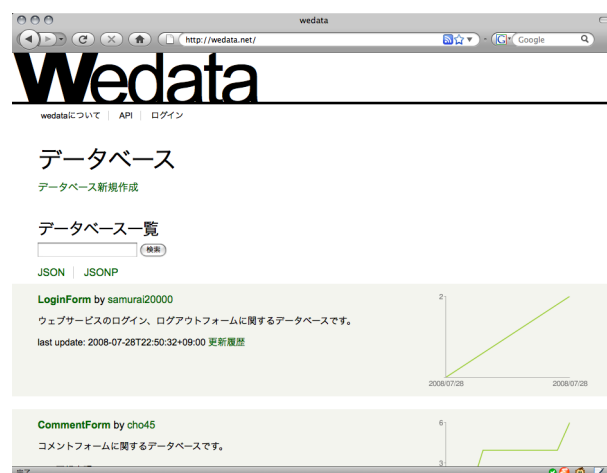 wedata
http://wedata.net/
Google
Wedata
wedataについて API ログイン
データベース
データベース新規作成
データベース一覧
検索
JSON JSONP
LoginForm by samurai20000
ウェブサービスのログイン、ログアウトフォームに関するデータベースです。
last update: 2008-07-28T22:50:32+09:00 更新履歴
2
2008/07/28 2008/07/28
CommentForm by cho45
コメントフォームに関するデータベースです。
6
3
完了